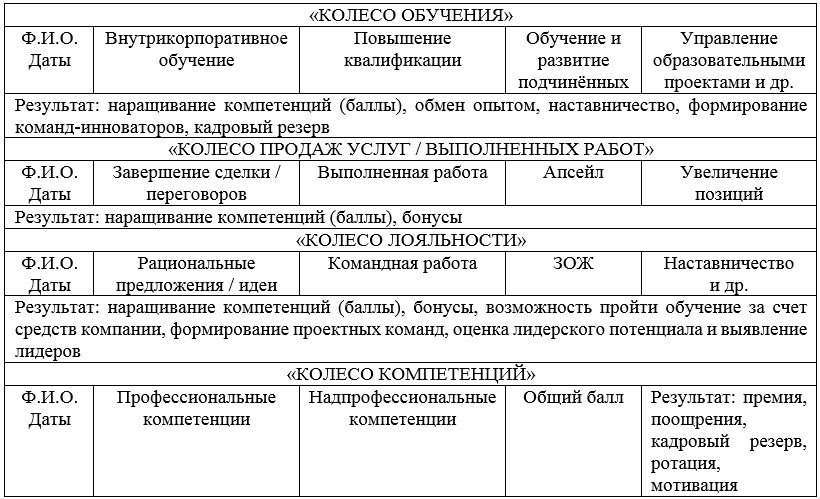 «КОЛЕСО ОБУЧЕНИЯ»
Ф.И.О. Даты
Внутрикорпоративное обучение
Повышение квалификации
Обучение и развитие подчинённых
Управление образовательными проектами и др.
Результат: наращивание компетенций (баллы), обмен опытом, наставничество, формирование
команд-инноваторов, кадровый резерв
«КОЛЕСО ПРОДАЖ УСЛУГ / ВЫПОЛНЕННЫХ РАБОТ»
Ф.И.О. Даты
Завершение сделки / переговоров
Выполненная работа
Апсейл
Увеличение позиций
Результат: наращивание компетенций (баллы), бонусы
«КОЛЕСО ЛОЯЛЬНОСТИ»
Ф.И.О. Даты
Рациональные предложения / идеи
Командная работа
ЗОЖ
Наставничество и др.
Результат: наращивание компетенций (баллы), бонусы, возможность пройти обучение за счет
средств компании, формирование проектных команд, оценка лидерского потенциала и выявление
лидеров
«КОЛЕСО КОМПЕТЕНЦИЙ»
Ф.И.О. Даты
Профессиональные компетенции
Надпрофессиональные компетенции
Общий балл
Результат: премия,
поощрения,
кадровый резерв,
ротация,
мотивация